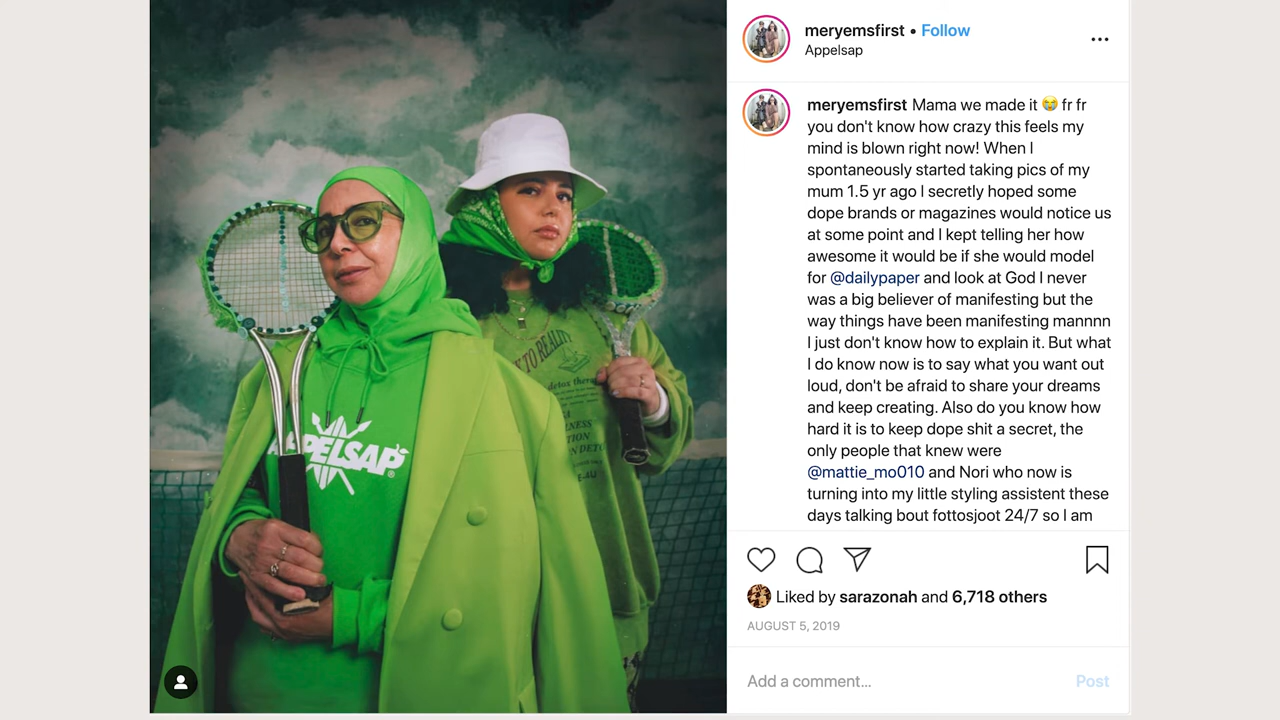 meryemsfirst • Follow
Appelsap
meryemsfirst Mama we made it 😭 fr fr
you don't know how crazy this feels my
mind is blown right now! When I
spontaneously started taking pics of my
mum 1.5 yr ago I secretly hoped some
dope brands or magazines would notice us
at some point and I kept telling her how
awesome it would be if she would model
for @dailypaper and look at God I never
was a big believer of manifesting but the
way things have been manifesting mannnn
I just don't know how to explain it. But what
I do know now is to say what you want out
loud, don't be afraid to share your dreams
and keep creating. Also do you know how
hard it is to keep dope shit a secret, the
only people that knew were
@mattie_mo010 and Nori who now is
turning into my little styling assistent these
days talking bout fottosjoot 24/7 so I am
Liked by sarazonah and 6,718 others
AUGUST 5, 2019
Add a comment...
Post
APPELSAP®
TO REALITY
detox
E-4U